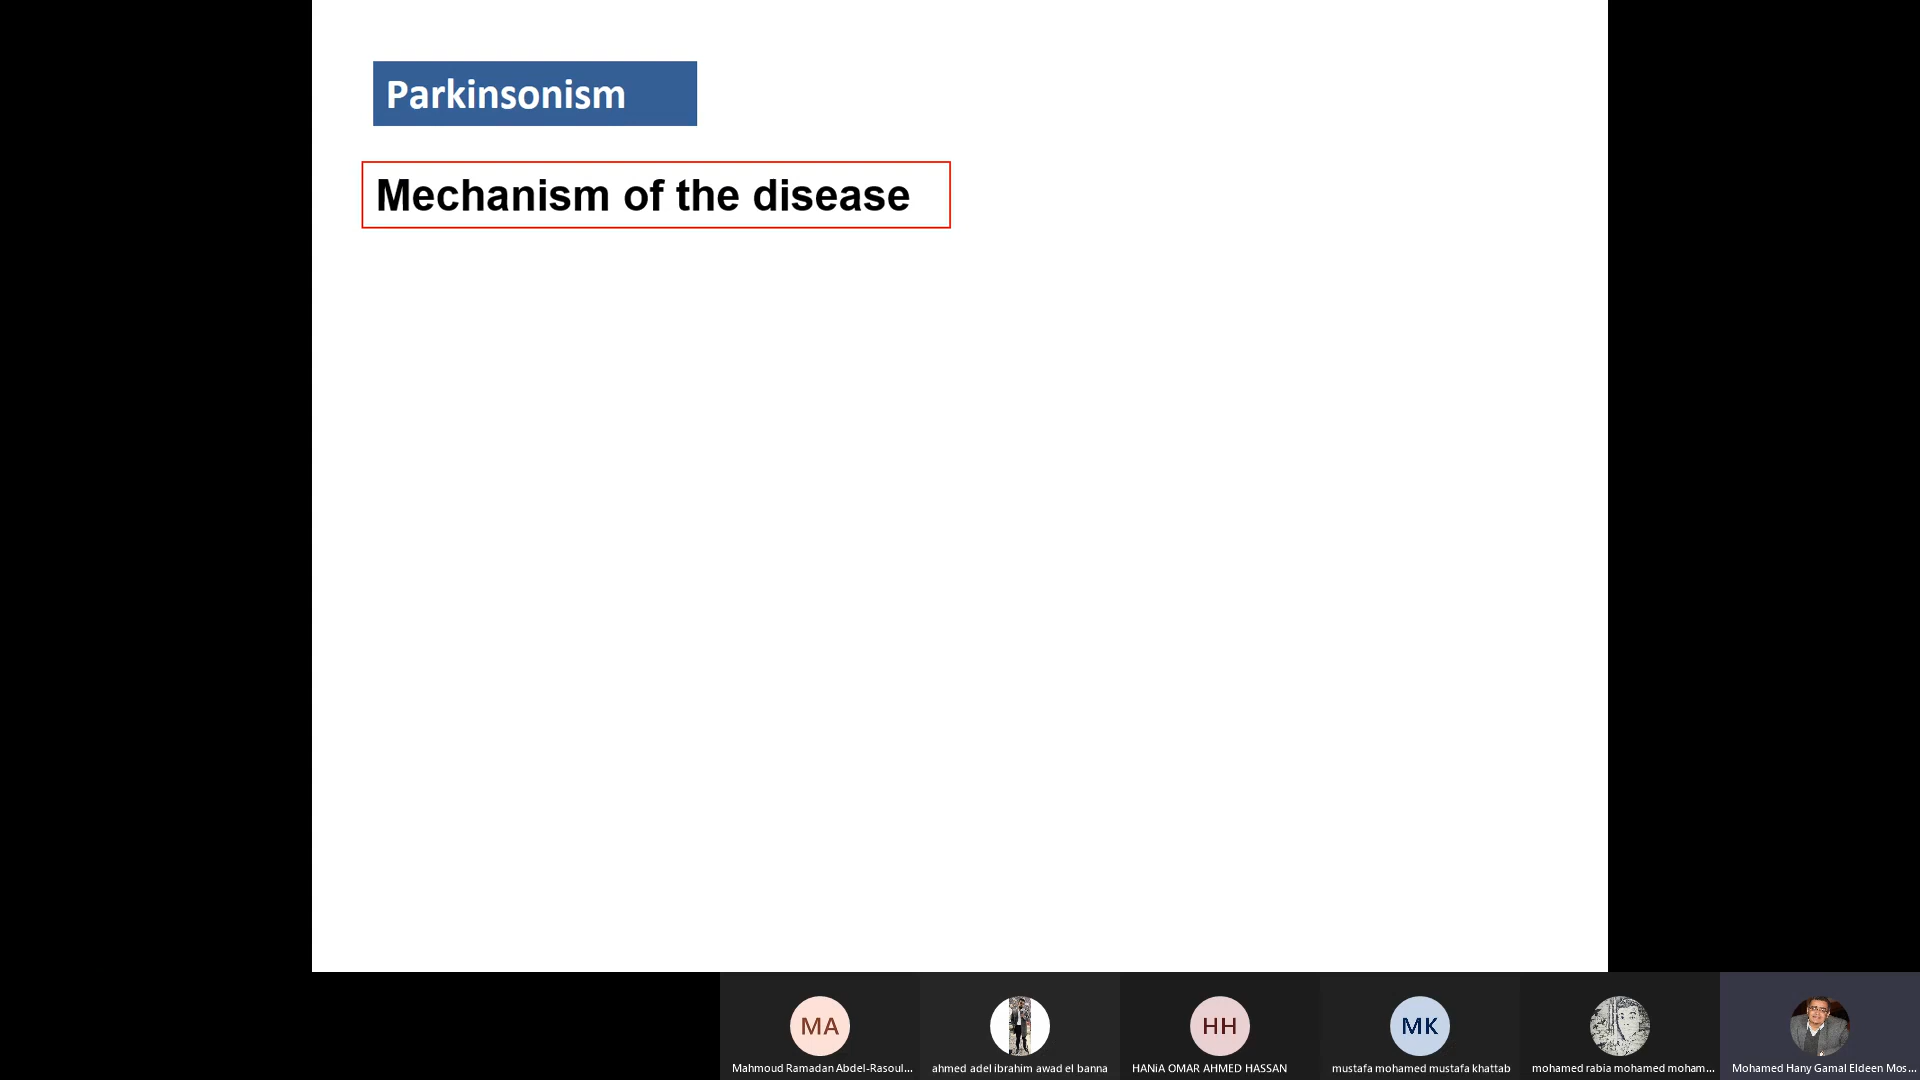 Parkinsonism
Mechanism of the disease
MA
HH
MK
Mahmoud Ramadan Abdel-Rasoul...
ahmed adel ibrahim awad el banna
HANiA OMAR AHMED HASSAN
mustafa mohamed mustafa khattab
mohamed rabia mohamed moham...
Mohamed Hany Gamal Eldeen Mos...